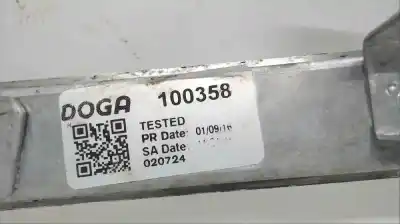 DOGA 100358
TESTED
PR Date: 01/09/16
SA Date:
020724